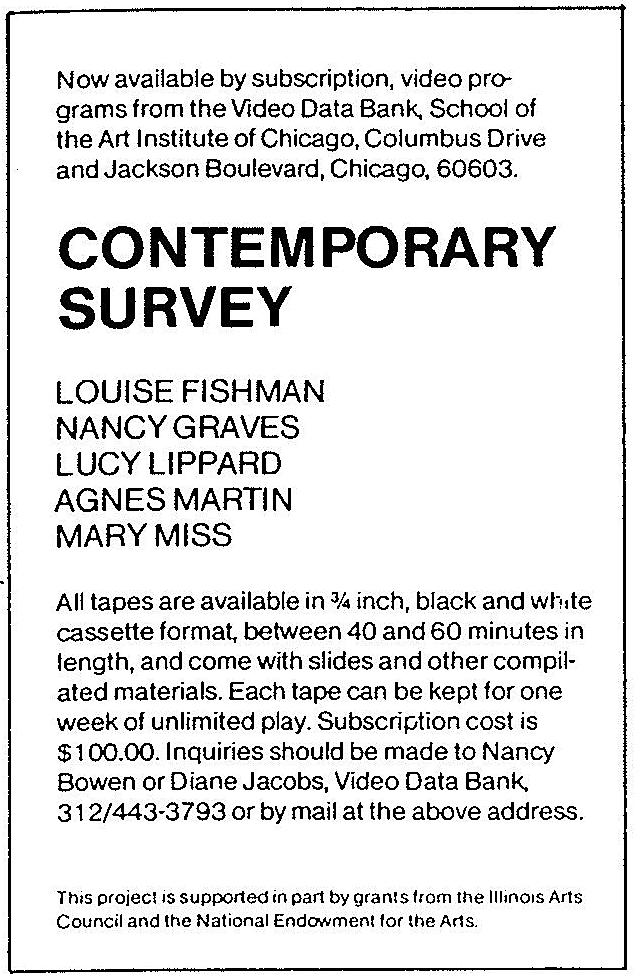 Now available by subscription, video pro-
grams from the Video Data Bank, School of
the Art Institute of Chicago, Columbus Drive
and Jackson Boulevard, Chicago, 60603.
CONTEMPORARY
SURVEY
LOUISE FISHMAN
NANCY GRAVES
LUCY LIPPARD
AGNES MARTIN
MARY MISS
All tapes are available in ¾ inch, black and white
cassette format, between 40 and 60 minutes in
length, and come with slides and other compil-
ated materials. Each tape can be kept for one
week of unlimited play. Subscription cost is
$100.00. Inquiries should be made to Nancy
Bowen or Diane Jacobs, Video Data Bank,
312/443-3793 or by mail at the above address.
This project is supported in part by grants from the Illinois Arts
Council and the National Endowment for the Arts.